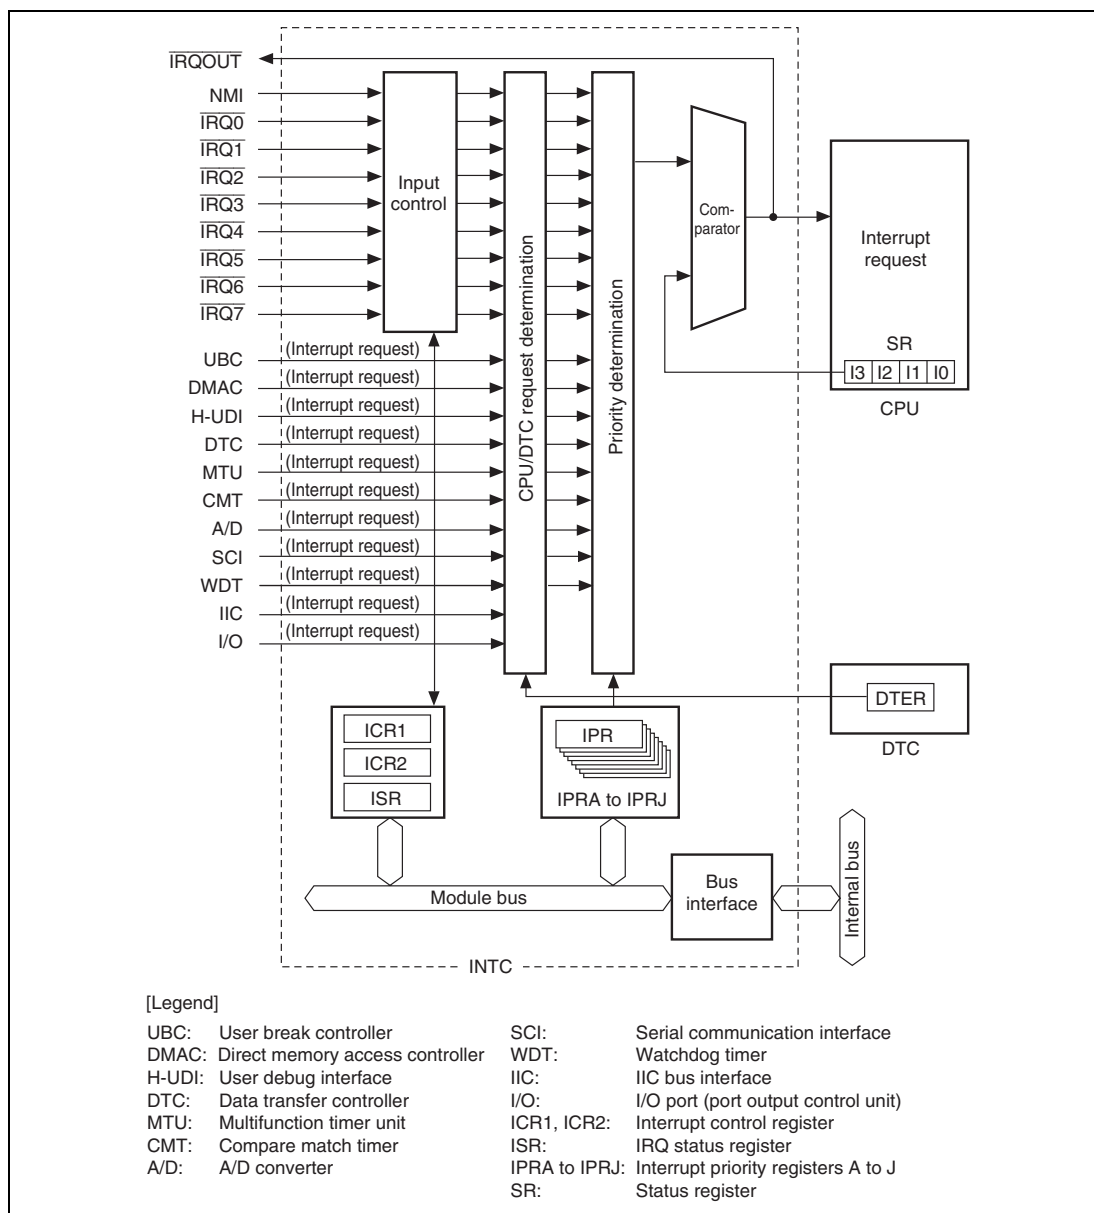 IRQOUT
NMI
IRQ0
IRQ1
IRQ2
IRQ3
IRQ4
IRQ5
IRQ6
IRQ7
UBC
DMAC
H-UDI
DTC
MTU
CMT
A/D
SCI
WDT
IIC
I/O
(Interrupt request)
(Interrupt request)
(Interrupt request)
(Interrupt request)
(Interrupt request)
(Interrupt request)
(Interrupt request)
(Interrupt request)
(Interrupt request)
(Interrupt request)
(Interrupt request)
Input
control
CPU/DTC request determination
Priority determination
Com-
parator
Interrupt
request
SR
I3 I2 I1 I0
CPU
DTER
DTC
ICR1
ICR2
ISR
IPR
IPRA to IPRJ
Module bus
Bus
interface
Internal bus
INTC
[Legend]
UBC: User break controller
DMAC: Direct memory access controller
H-UDI: User debug interface
DTC: Data transfer controller
MTU: Multifunction timer unit
CMT: Compare match timer
A/D: A/D converter
SCI: Serial communication interface
WDT: Watchdog timer
IIC: IIC bus interface
I/O: I/O port (port output control unit)
ICR1, ICR2: Interrupt control register
ISR: IRQ status register
IPRA to IPRJ: Interrupt priority registers A to J
SR: Status register